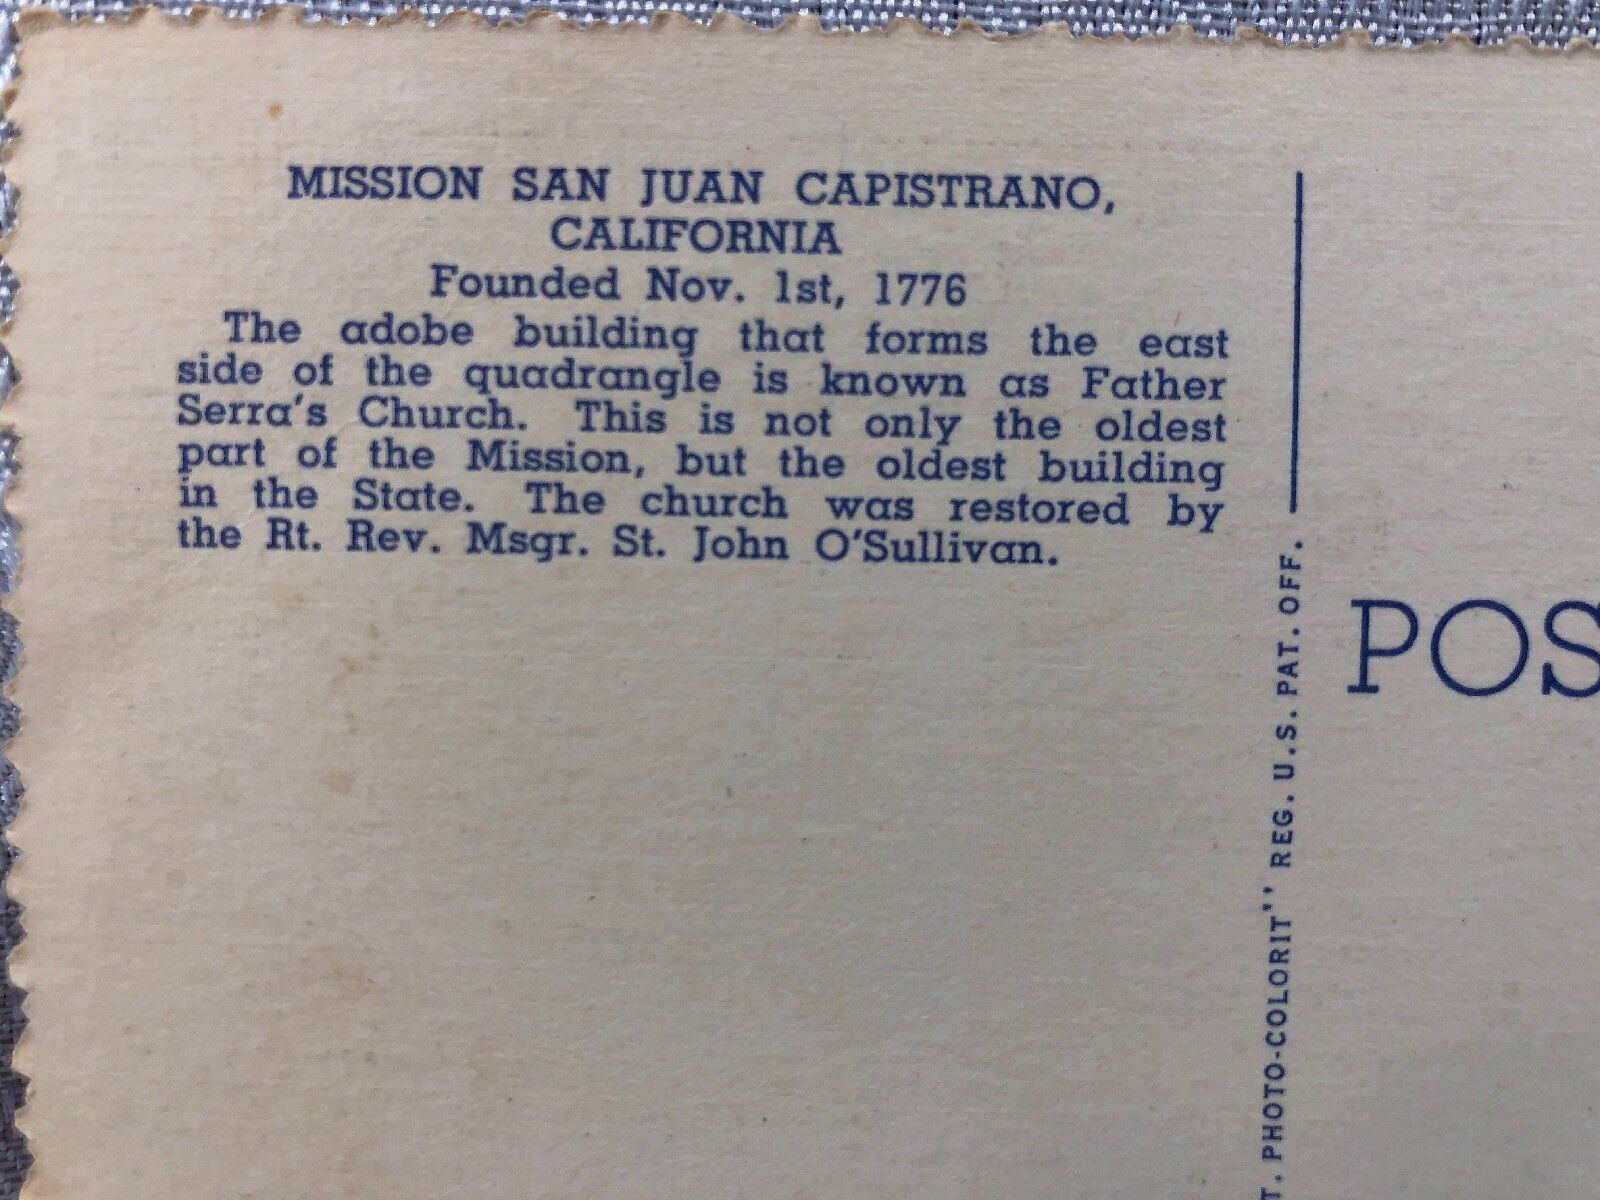 MISSION SAN JUAN CAPISTRANO,
CALIFORNIA
Founded Nov. 1st, 1776
The adobe building that forms the east
side of the quadrangle is known as Father
Serra's Church. This is not only the oldest
part of the Mission, but the oldest building
in the State. The church was restored by
the Rt. Rev. Msgr. St. John O'Sullivan.
T. PHOTO-COLORIT" REG. U.S. PAT. OFF.
POS